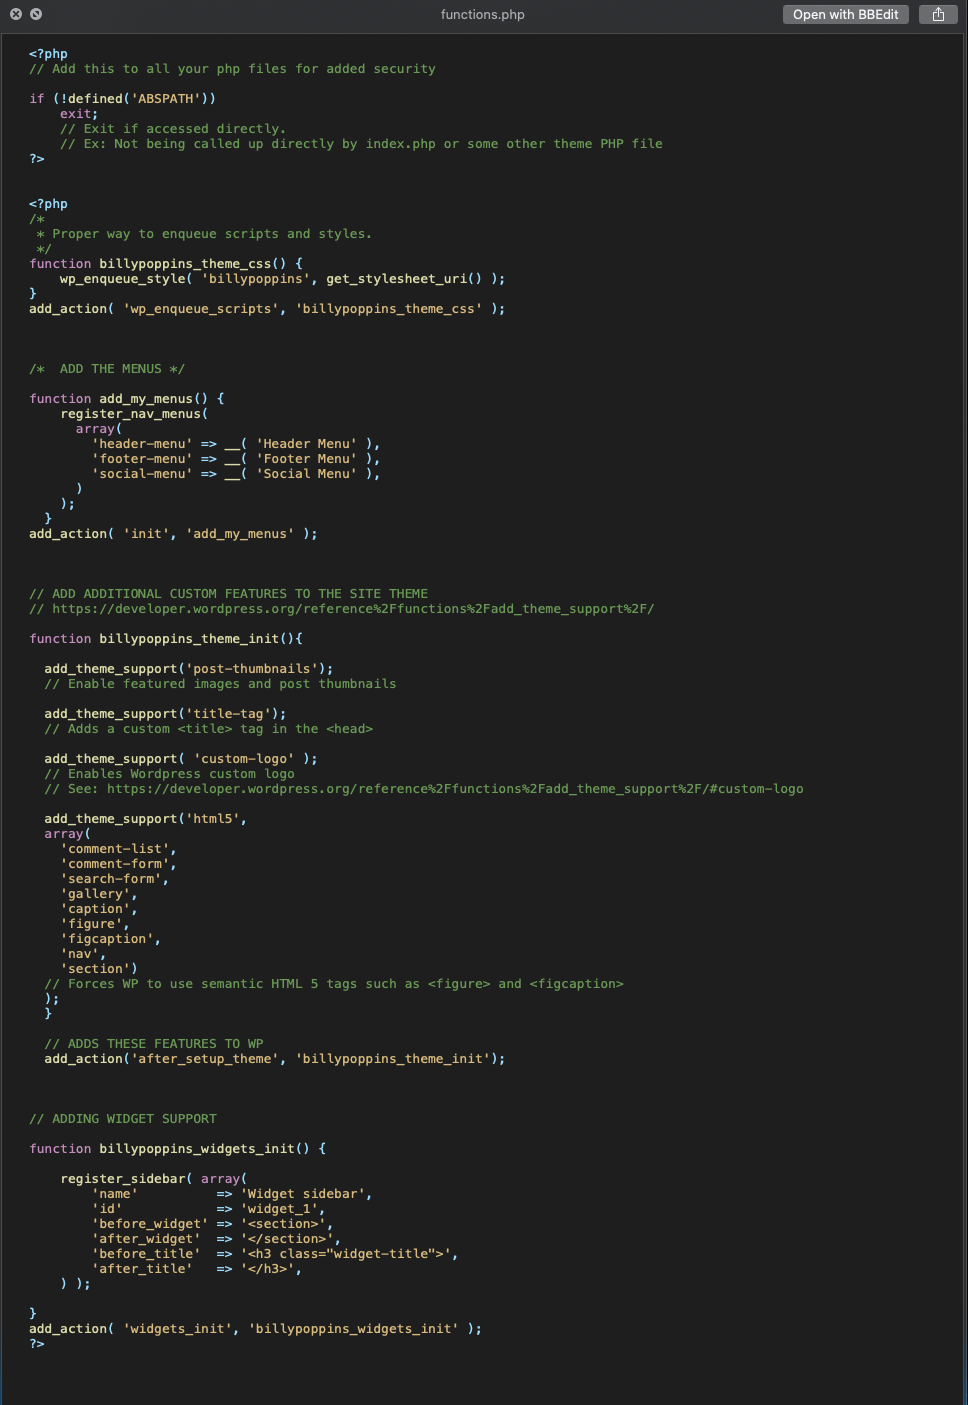 functions.php
Open with BBEdit
<?php
// Add this to all your php files for added security
if (!defined('ABSPATH'))
exit;
// Exit if accessed directly.
// Ex: Not being called up directly by index.php or some other theme PHP file
?>
<?php
/*
* Proper way to enqueue scripts and styles.
*/
function billypoppins_theme_css() {
wp_enqueue_style( 'billypoppins', get_stylesheet_uri() );
}
add_action( 'wp_enqueue_scripts', 'billypoppins_theme_css' );
/*  ADD THE MENUS */
function add_my_menus() {
register_nav_menus(
array(
'header-menu' => __( 'Header Menu' ),
'footer-menu' => __( 'Footer Menu' ),
'social-menu' => __( 'Social Menu' ),
)
);
}
add_action( 'init', 'add_my_menus' );
// ADD ADDITIONAL CUSTOM FEATURES TO THE SITE THEME
// https://developer.wordpress.org/reference%2Ffunctions%2Fadd_theme_support%2F/
function billypoppins_theme_init(){
add_theme_support('post-thumbnails');
// Enable featured images and post thumbnails
add_theme_support('title-tag');
// Adds a custom <title> tag in the <head>
add_theme_support( 'custom-logo' );
// Enables Wordpress custom logo
// See: https://developer.wordpress.org/reference%2Ffunctions%2Fadd_theme_support%2F/#custom-logo
add_theme_support('html5',
array(
'comment-list',
'comment-form',
'search-form',
'gallery',
'caption',
'figure',
'figcaption',
'nav',
'section')
// Forces WP to use semantic HTML 5 tags such as <figure> and <figcaption>
);
}
// ADDS THESE FEATURES TO WP
add_action('after_setup_theme', 'billypoppins_theme_init');
// ADDING WIDGET SUPPORT
function billypoppins_widgets_init() {
register_sidebar( array(
'name'          => 'Widget sidebar',
'id'            => 'widget_1',
'before_widget' => '<section>',
'after_widget'  => '</section>',
'before_title'  => '<h3 class="widget-title">',
'after_title'   => '</h3>',
) );
}
add_action( 'widgets_init', 'billypoppins_widgets_init' );
?>